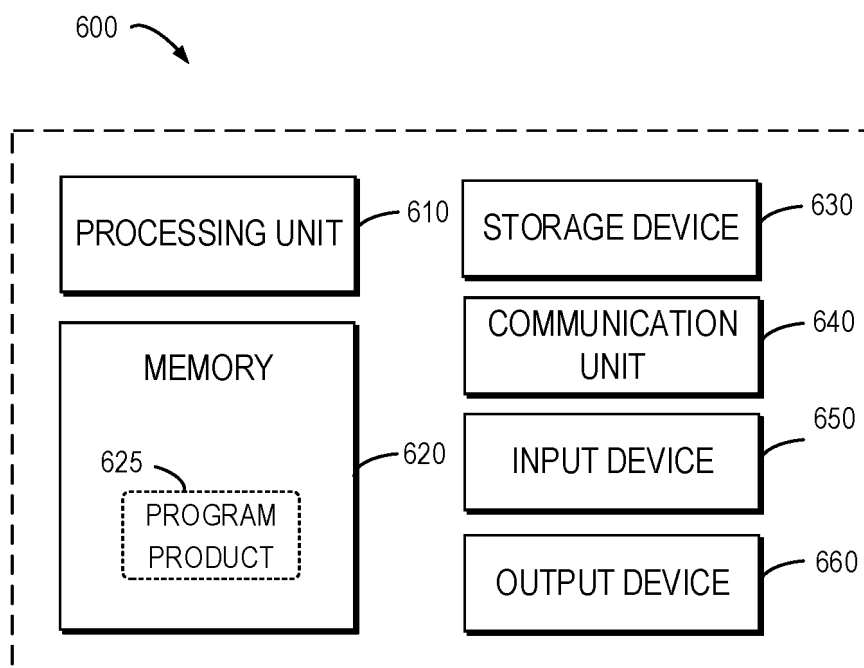 600
PROCESSING UNIT
610
MEMORY
625
PROGRAM
PRODUCT
620
STORAGE DEVICE
630
COMMUNICATION
UNIT
640
INPUT DEVICE
650
OUTPUT DEVICE
660